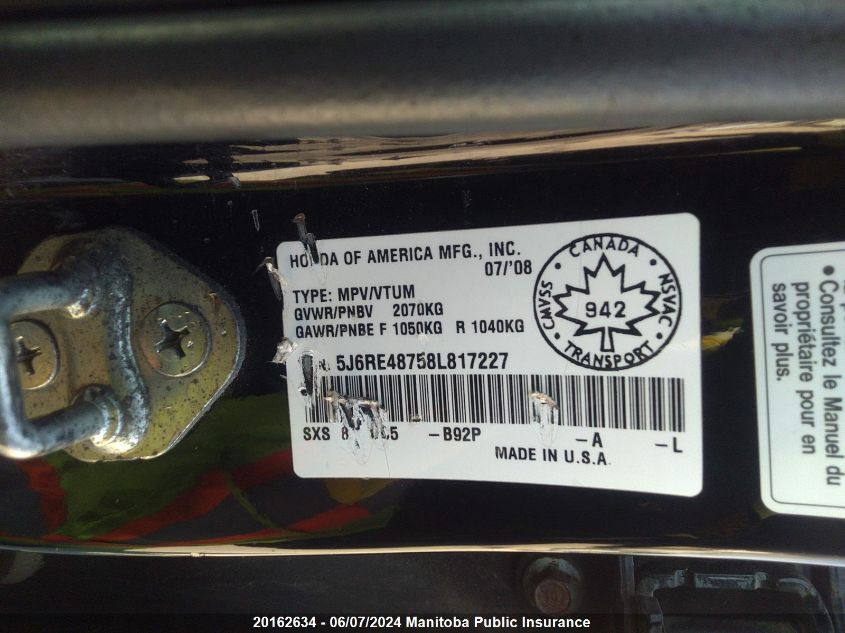 HONDA OF AMERICA MFG., INC.
07/'08
TYPE: MPV/VTUM
GVWR/PNBV 2070KG
GAWR/PNBE F 1050KG R 1040KG
5J6RE48758L817227
SXS 8 5 -B92P -A -L
MADE IN U.S.A.
CANADA
CMVSS
NSVAC
942
TRANSPORT
• Consultez le Manuel du
propriétaire pour en
savoir plus.
20162634 - 06/07/2024 Manitoba Public Insurance